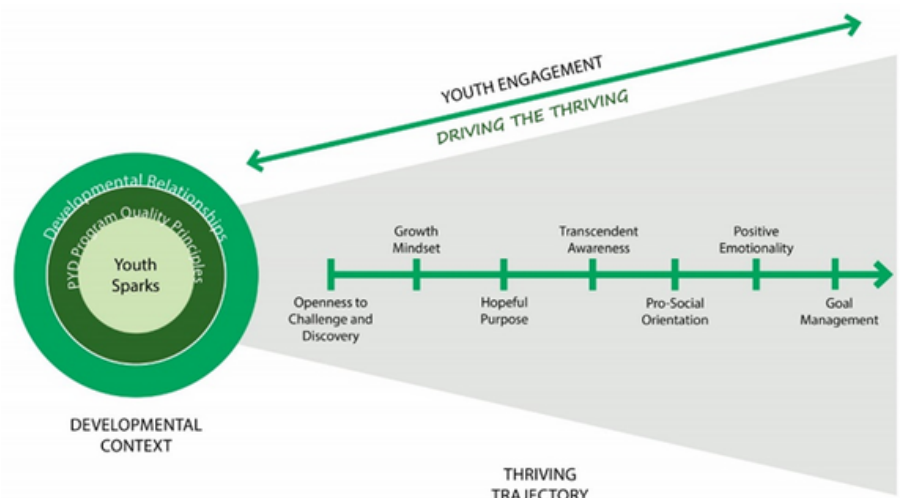 YOUTH ENGAGEMENT
DRIVING THE THRIVING
Developmental Relationships
PYD Program Quality Principles
Youth
Sparks
Growth
Mindset
Transcendent
Awareness
Positive
Emotionality
Openness to
Challenge and
Discovery
Hopeful
Purpose
Pro-Social
Orientation
Goal
Management
DEVELOPMENTAL
CONTEXT
THRIVING
TRAJECTORY